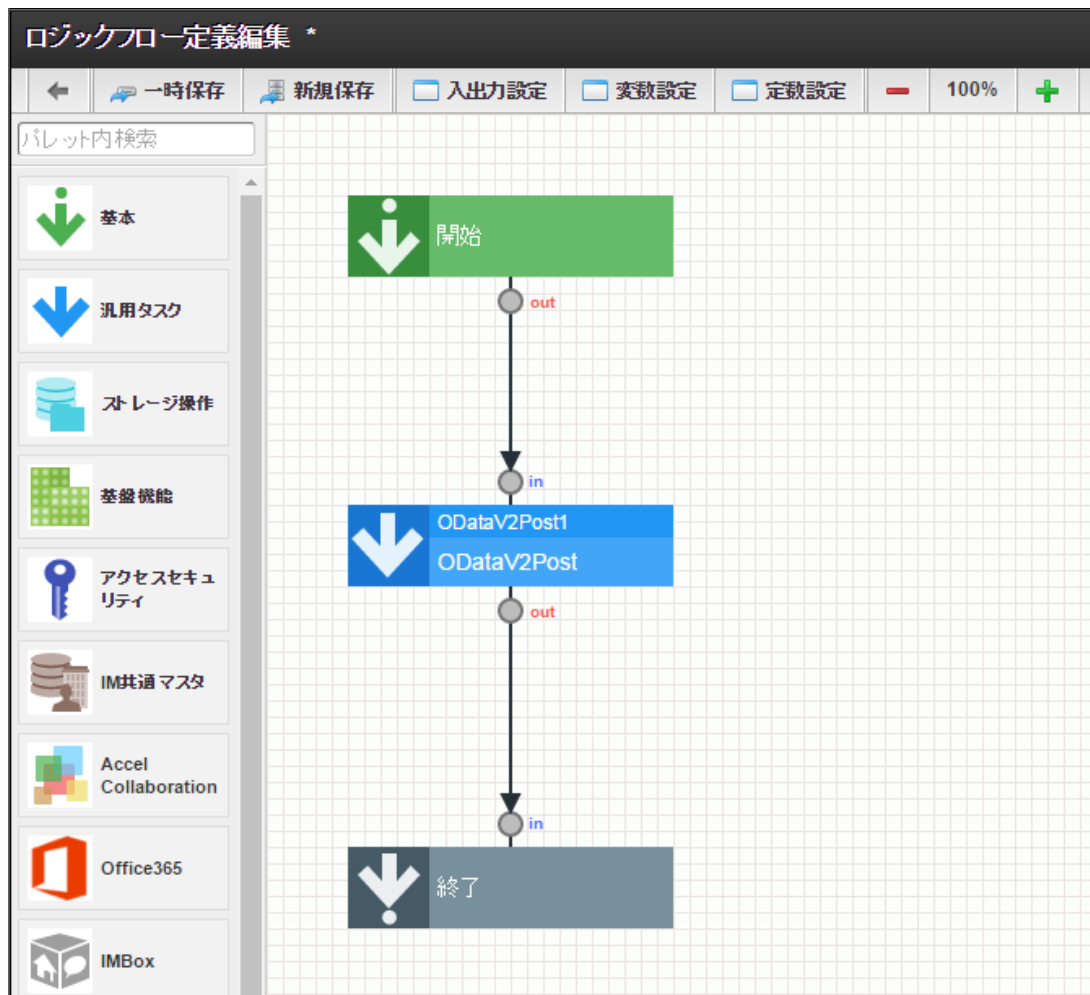 ロジックフロー定義編集 *
一時保存
新規保存
入出力設定
変数設定
定数設定
100%
パレット内検索
基本
汎用タスク
ストレージ操作
基盤機能
アクセスセキュ
リティ
IM共通マスタ
Accel
Collaboration
Office365
IMBox
開始
out
in
ODataV2Post1
ODataV2Post
out
in
終了